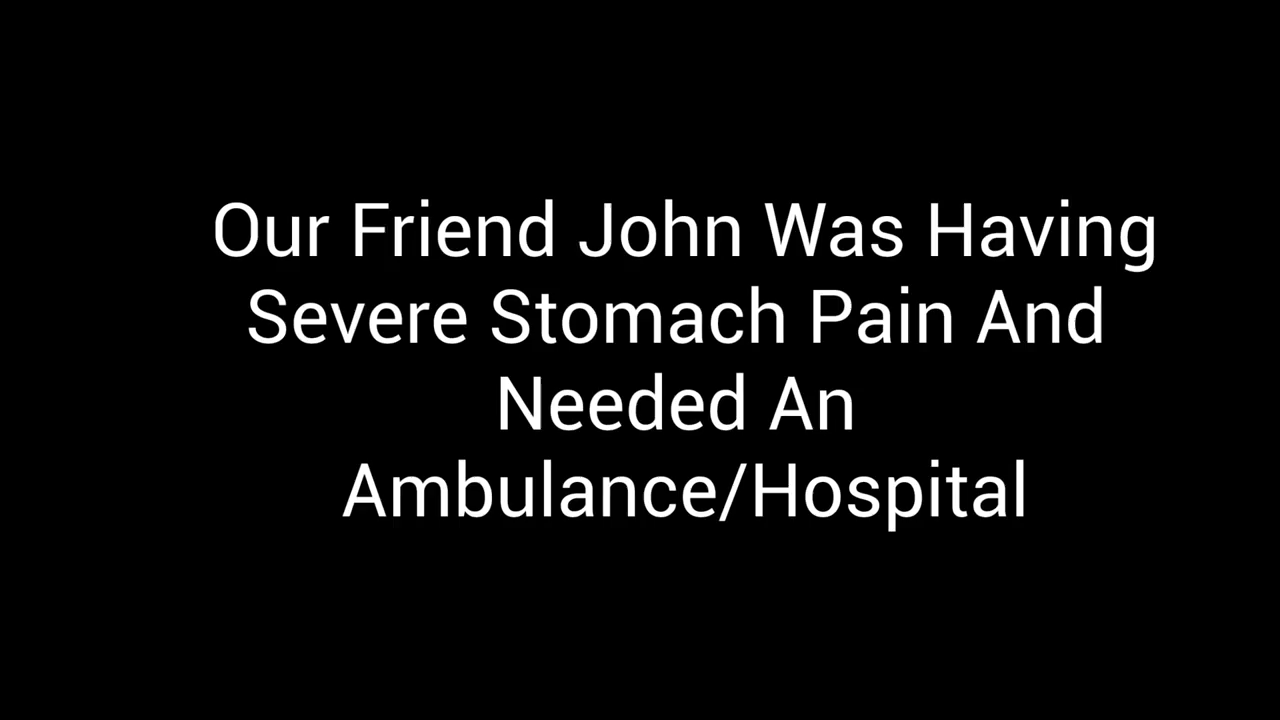 Our Friend John Was Having
Severe Stomach Pain And
Needed An
Ambulance/Hospital